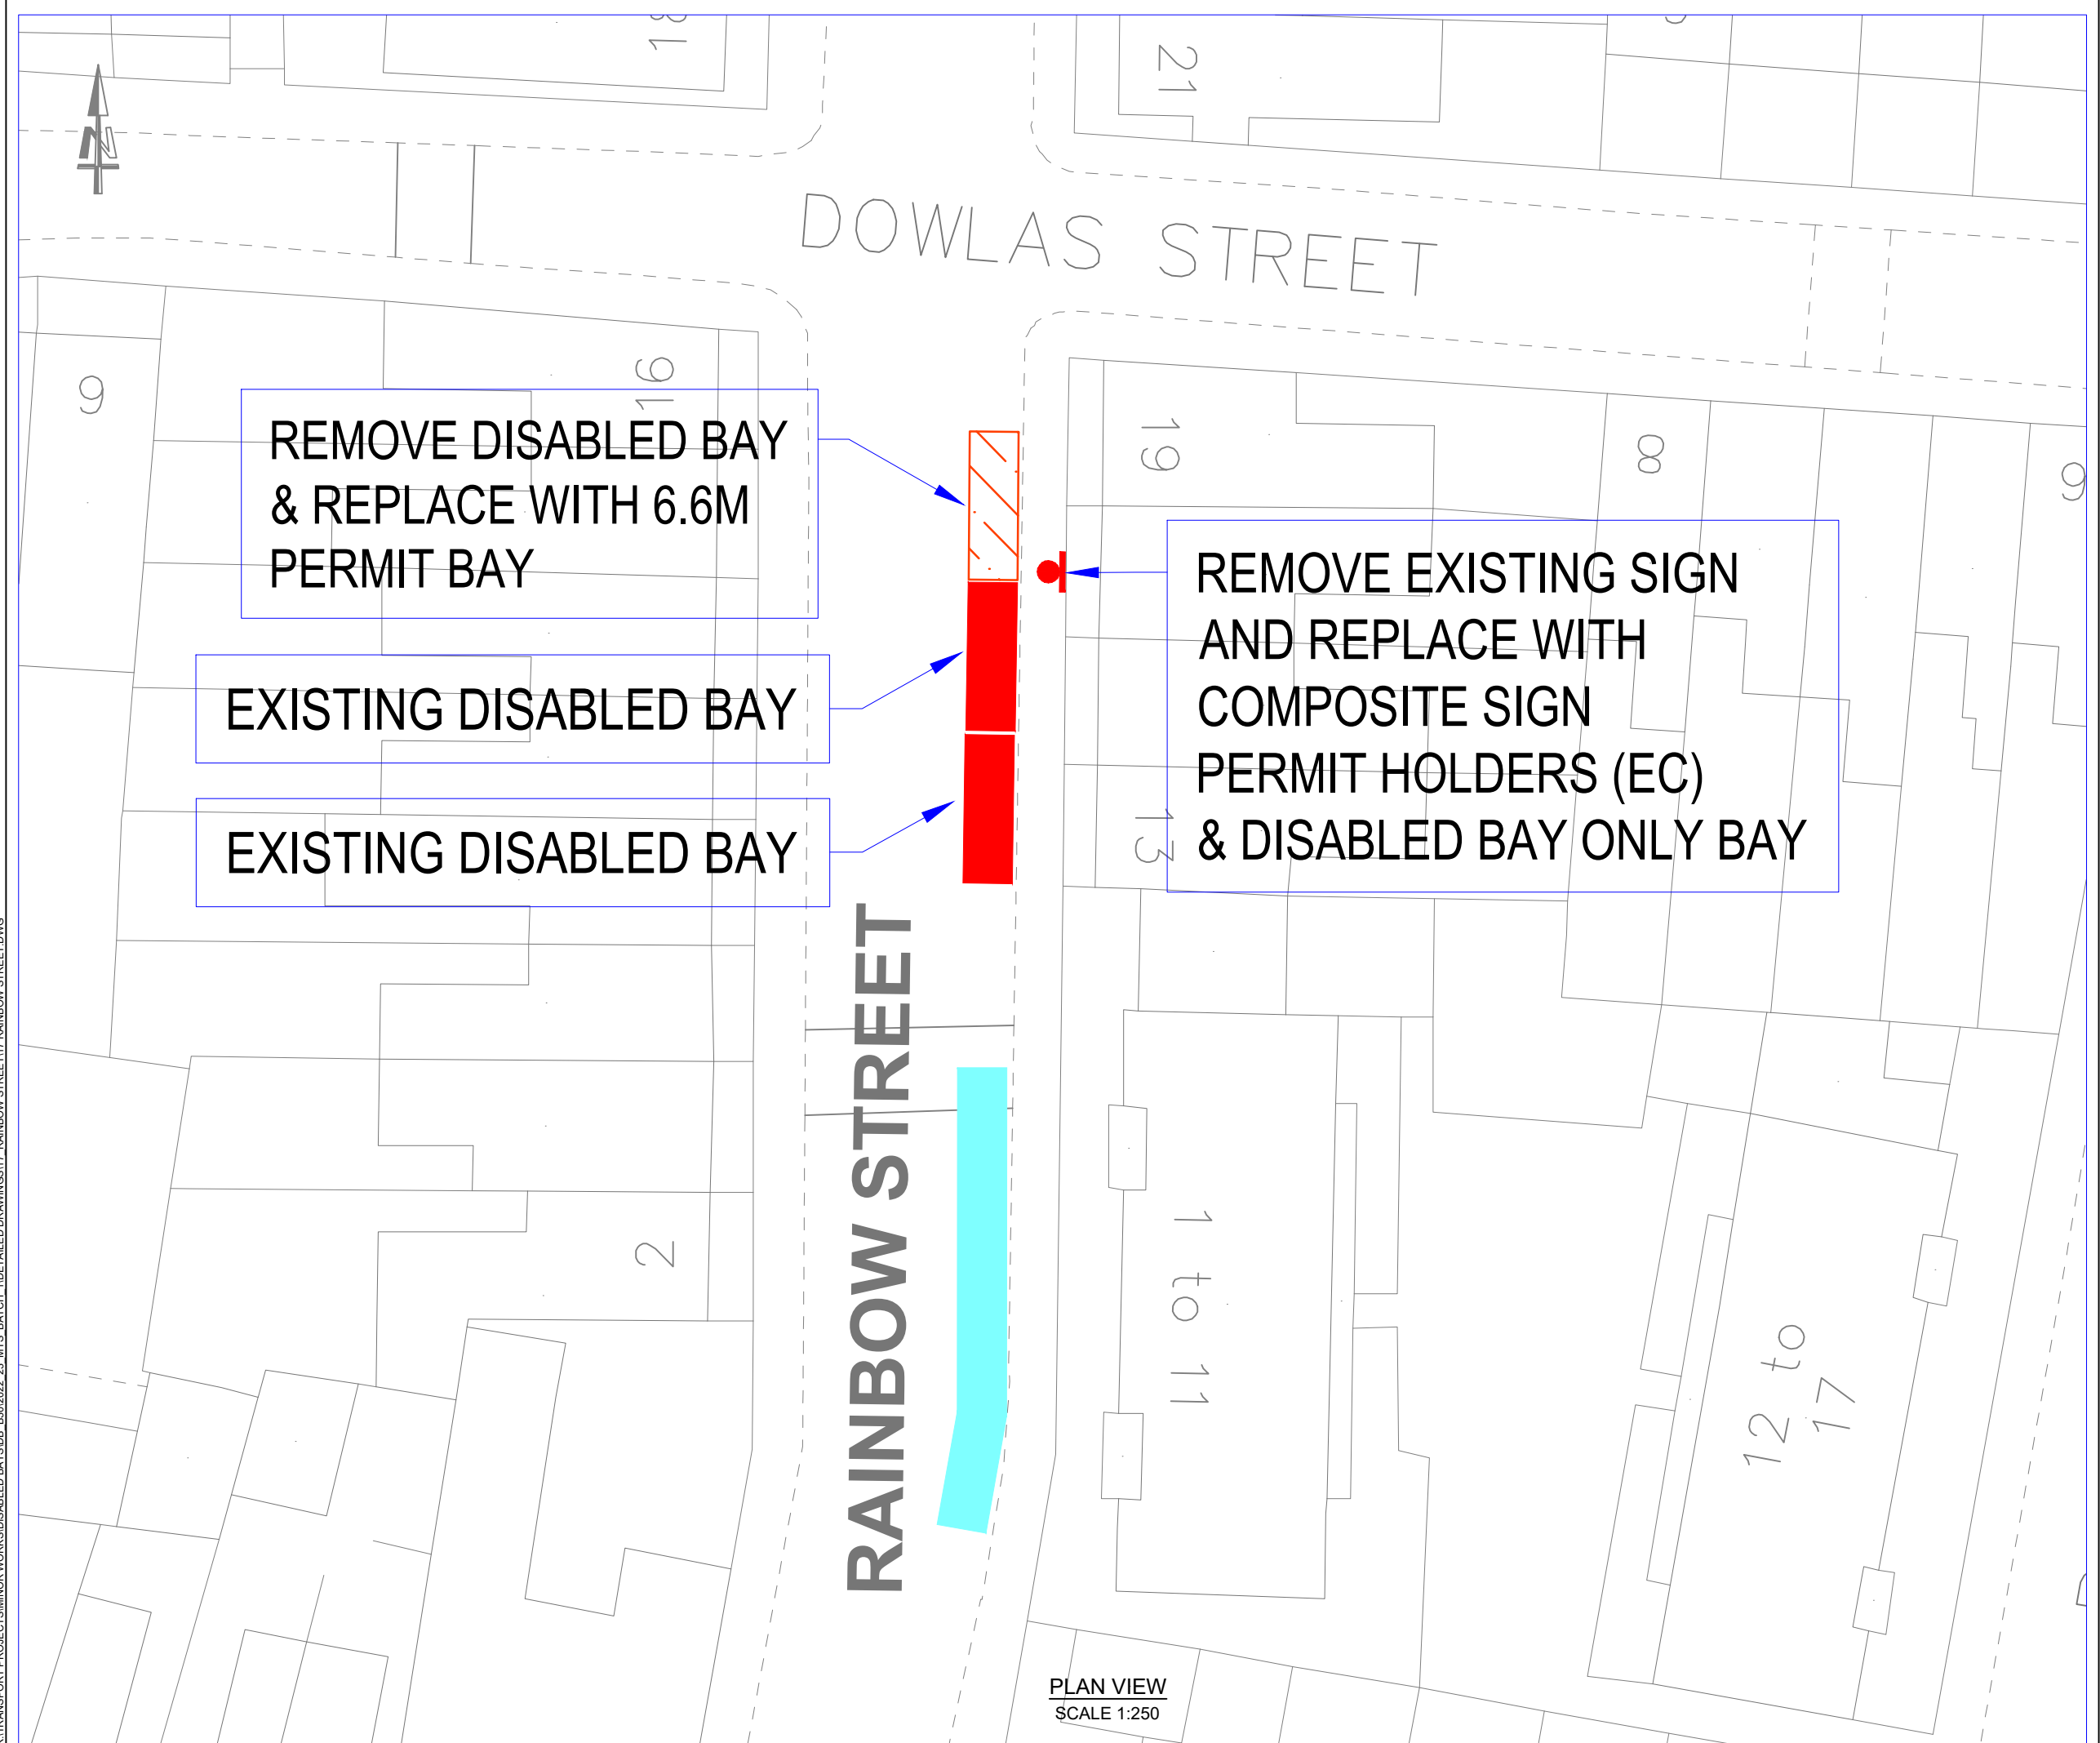 N
21
DOWLAS STREET
9
16
REMOVE DISABLED BAY
& REPLACE WITH 6.6M
PERMIT BAY
19
8
EXISTING DISABLED BAY
EXISTING DISABLED BAY
REMOVE EXISTING SIGN
AND REPLACE WITH
COMPOSITE SIGN
PERMIT HOLDERS (EC)
& DISABLED BAY ONLY BAY
13
RAINBOW STREET
2
1 to 11
12 to
17
PLAN VIEW
SCALE 1:250